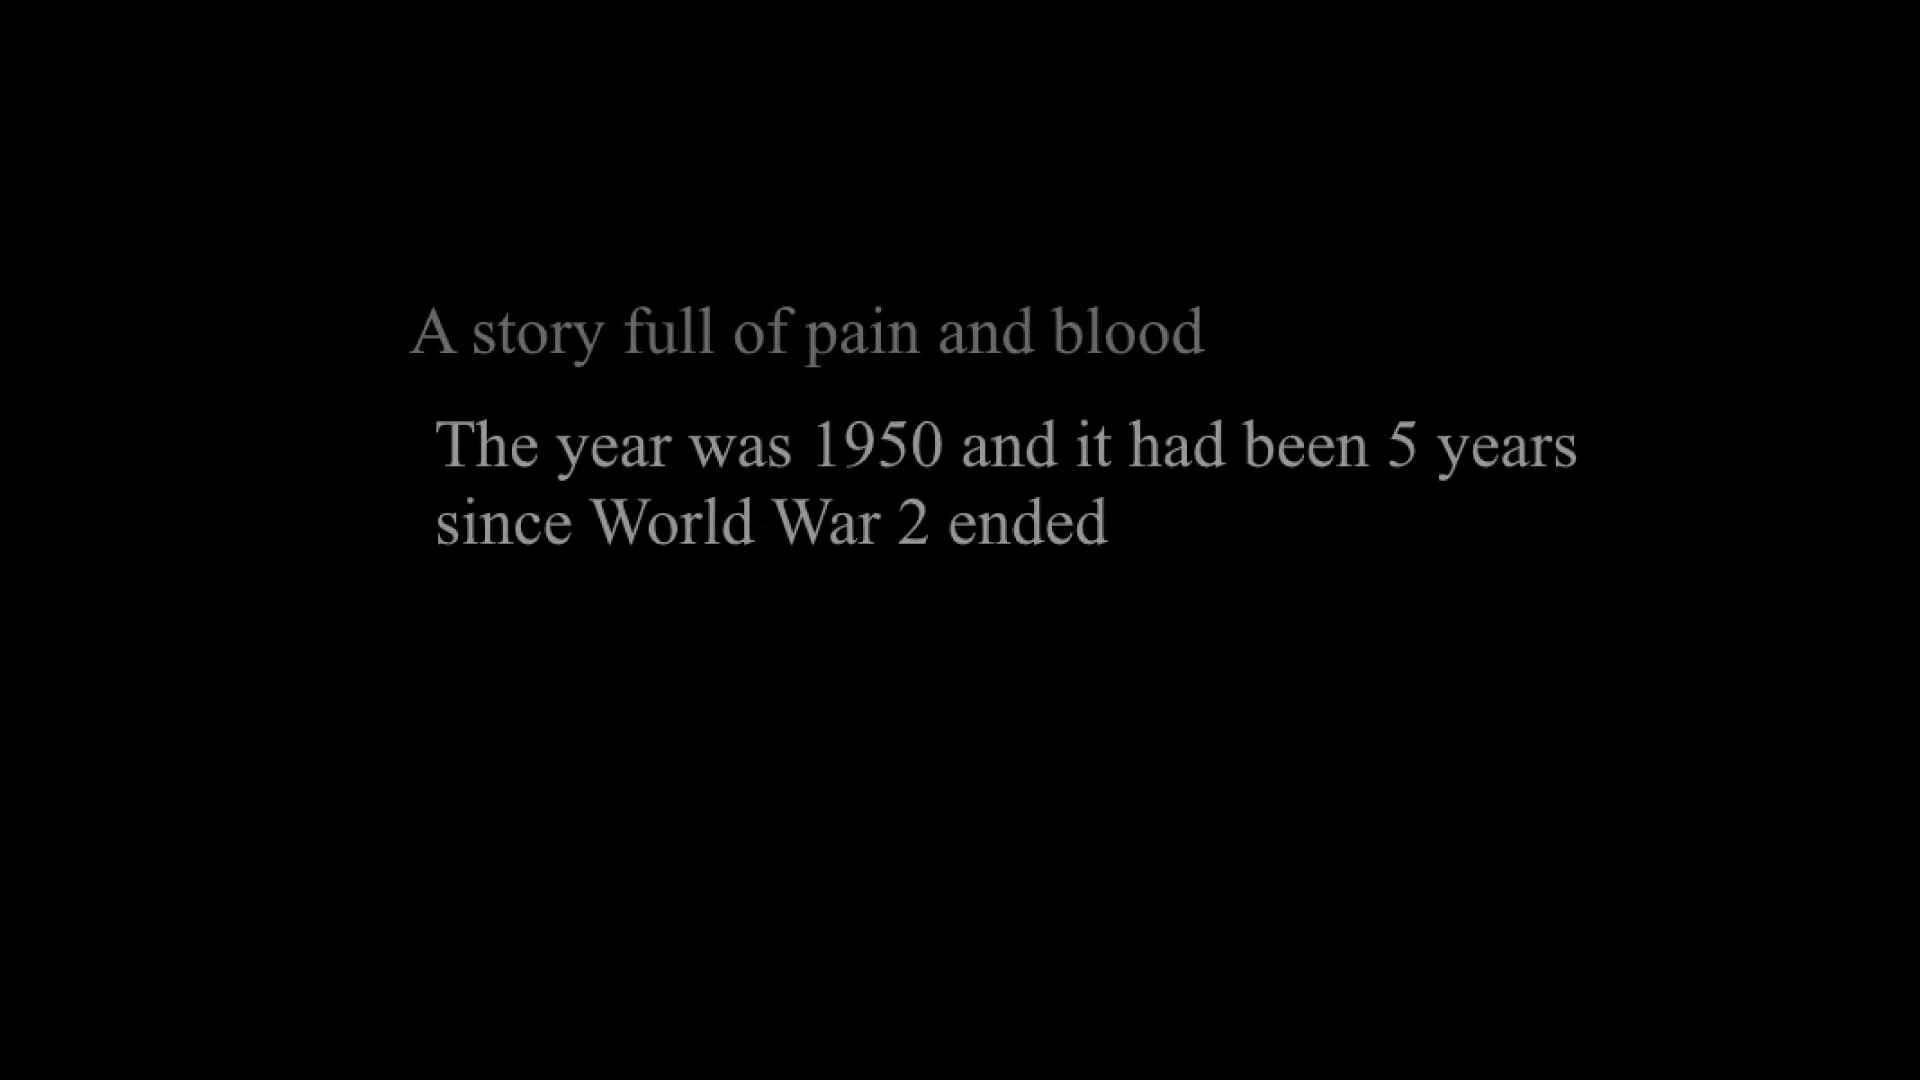 A story full of pain and blood
The year was 1950 and it had been 5 years
since World War 2 ended